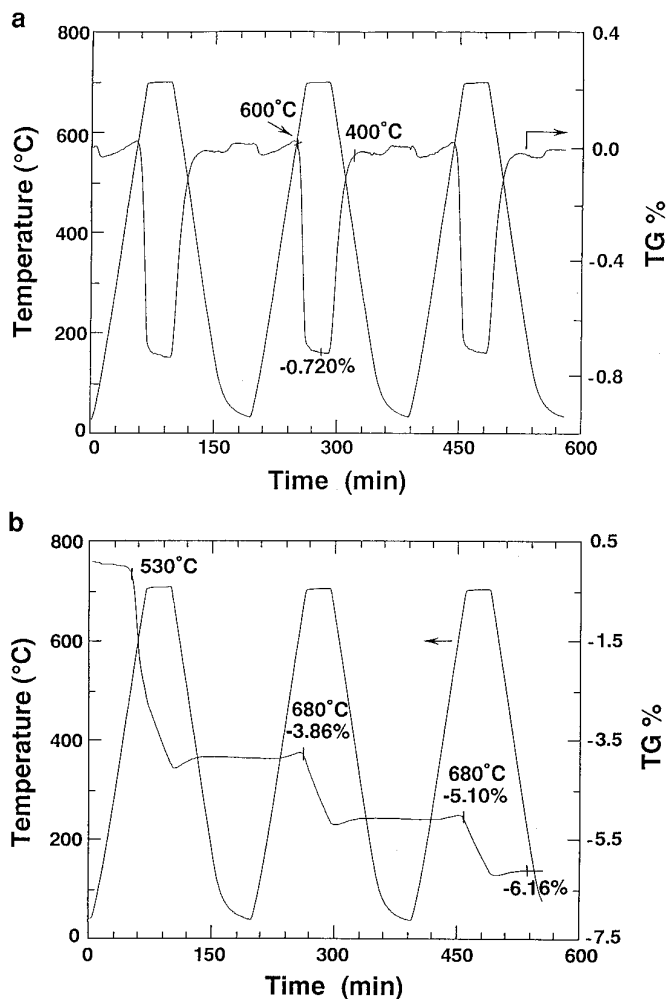 a
800
600
400
200
0
Temperature (°C)
0
150
300
450
600
Time (min)
0.4
0.0
-0.4
-0.8
TG %
600°C
400°C
-0.720%
b
800
600
400
200
0
Temperature (°C)
0
150
300
450
600
Time (min)
0.5
-1.5
-3.5
-5.5
-7.5
TG %
530°C
680°C
-3.86%
680°C
-5.10%
-6.16%